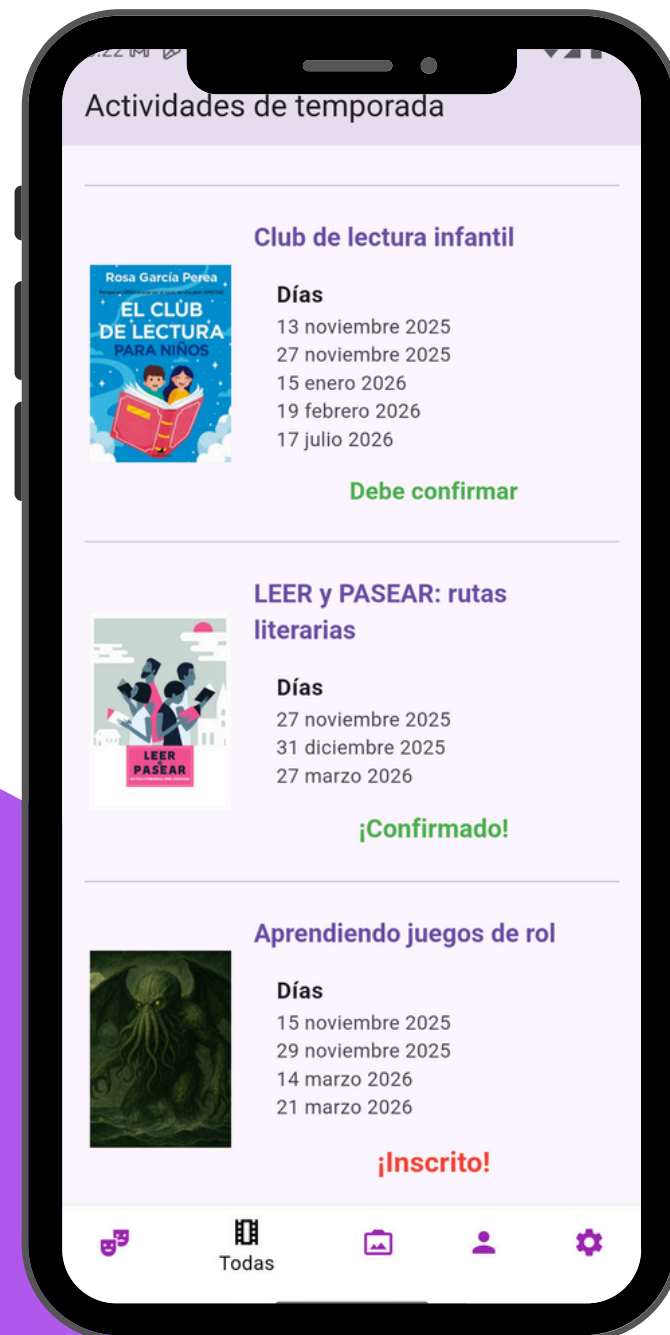 Actividades de temporada
Club de lectura infantil
Rosa García Perea
EL CLUB
DE LECTURA
PARA NIÑOS
Días
13 noviembre 2025
27 noviembre 2025
15 enero 2026
19 febrero 2026
17 julio 2026
Debe confirmar
LEER y PASEAR: rutas
literarias
LEER
PASEAR
Días
27 noviembre 2025
31 diciembre 2025
27 marzo 2026
¡Confirmado!
Aprendiendo juegos de rol
Días
15 noviembre 2025
29 noviembre 2025
14 marzo 2026
21 marzo 2026
¡Inscrito!
Todas